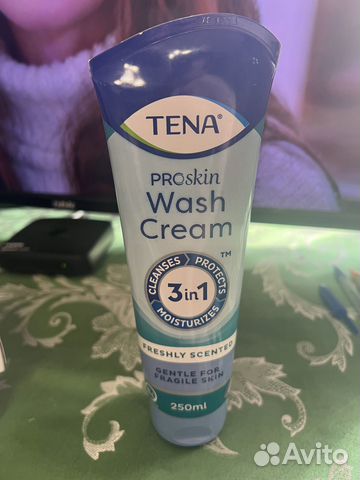 TENA®
PROskin
Wash
Cream
TM
CLEANSES > PROTECTS
3in1
MOISTURIZES
FRESHLY SCENTED
GENTLE FOR
FRAGILE SKIN
250ml
Avito